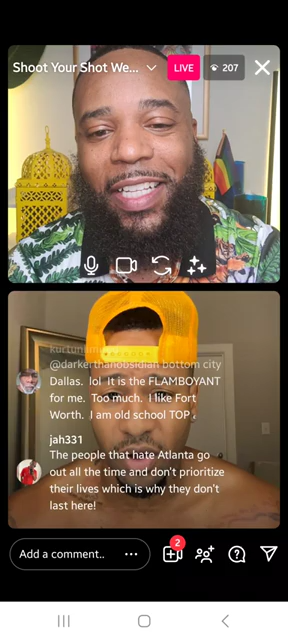 Shoot Your Shot We...
LIVE
207
@darkerthanobsidian bottom city
Dallas. lol It is the FLAMBOYANT
for me. Too much. I like Fort
Worth. I am old school TOP
jah331
The people that hate Atlanta go
out all the time and don't prioritize
their lives which is why they don't
last here!
2
Add a comment..